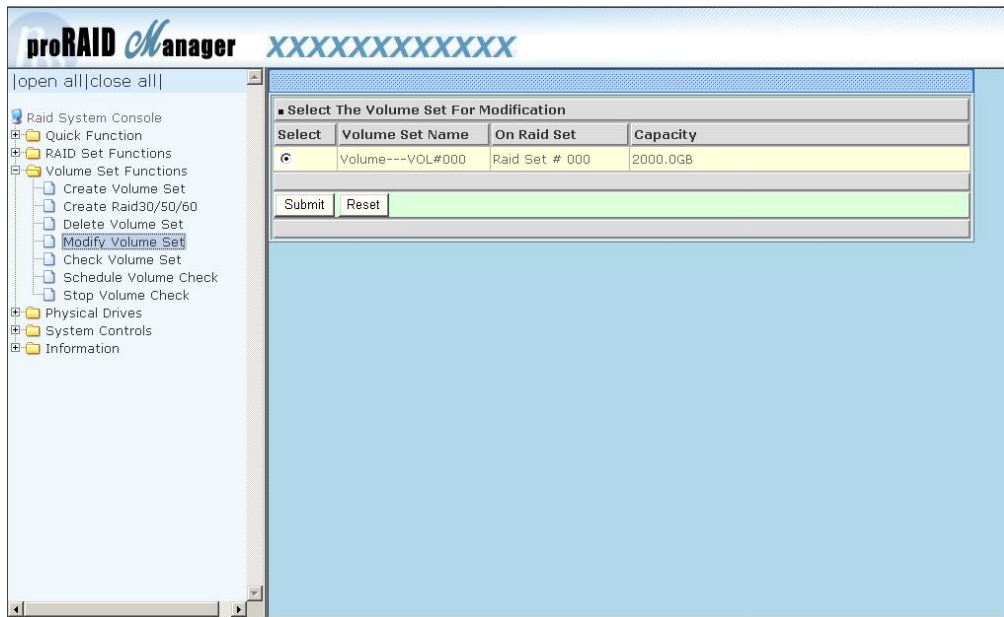 proRAID Manager XXXXXXXXXXXX
|open all|close all|
Raid System Console
Quick Function
RAID Set Functions
Volume Set Functions
Create Volume Set
Create Raid30/50/60
Delete Volume Set
Modify Volume Set
Check Volume Set
Schedule Volume Check
Stop Volume Check
Physical Drives
System Controls
Information
Select The Volume Set For Modification
Select Volume Set Name On Raid Set Capacity
Volume---VOL#000 Raid Set # 000 2000.0GB
Submit Reset